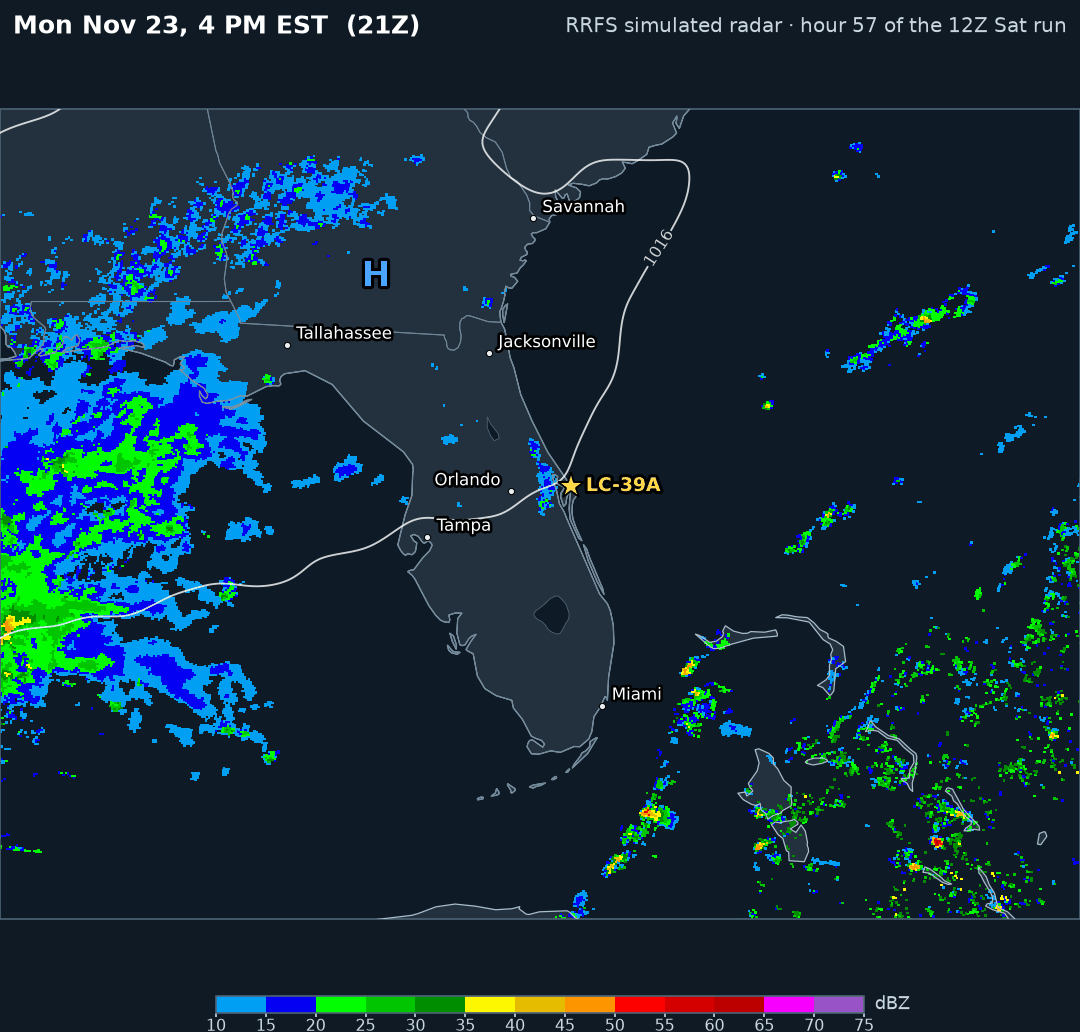 Mon Nov 23, 4 PM EST (21Z)
RRFS simulated radar · hour 57 of the 12Z Sat run
Savannah
1016
H
Tallahassee
Jacksonville
Orlando
LC-39A
Tampa
Miami
dBZ
10 15 20 25 30 35 40 45 50 55 60 65 70 75